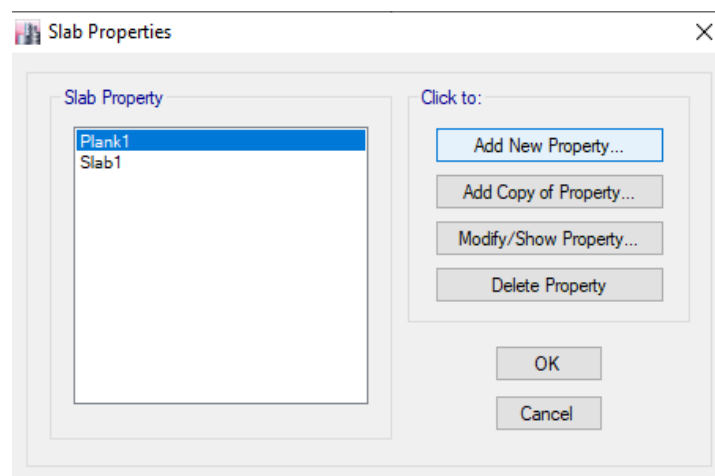 Slab Properties
Slab Property
Plank1
Slab1
Click to:
Add New Property...
Add Copy of Property...
Modify/Show Property...
Delete Property
OK
Cancel